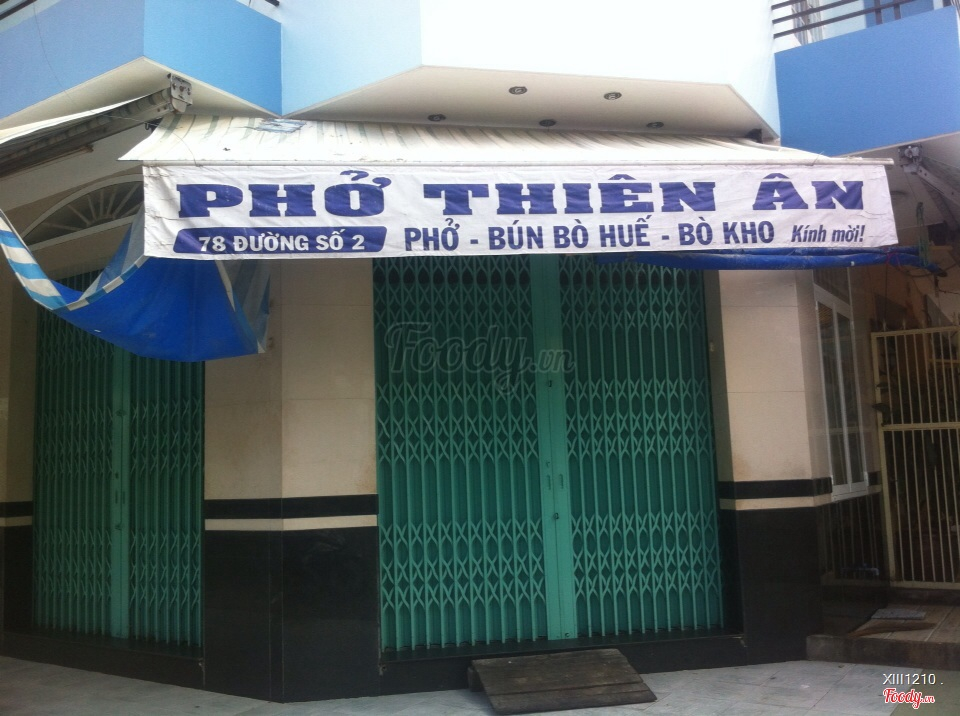 PHỞ THIÊN ÂN
78 ĐƯỜNG SỐ 2 PHỞ - BÚN BÒ HUẾ - BÒ KHO Kính mời!
Foody.vn
XIII1210 .
Foody.vn